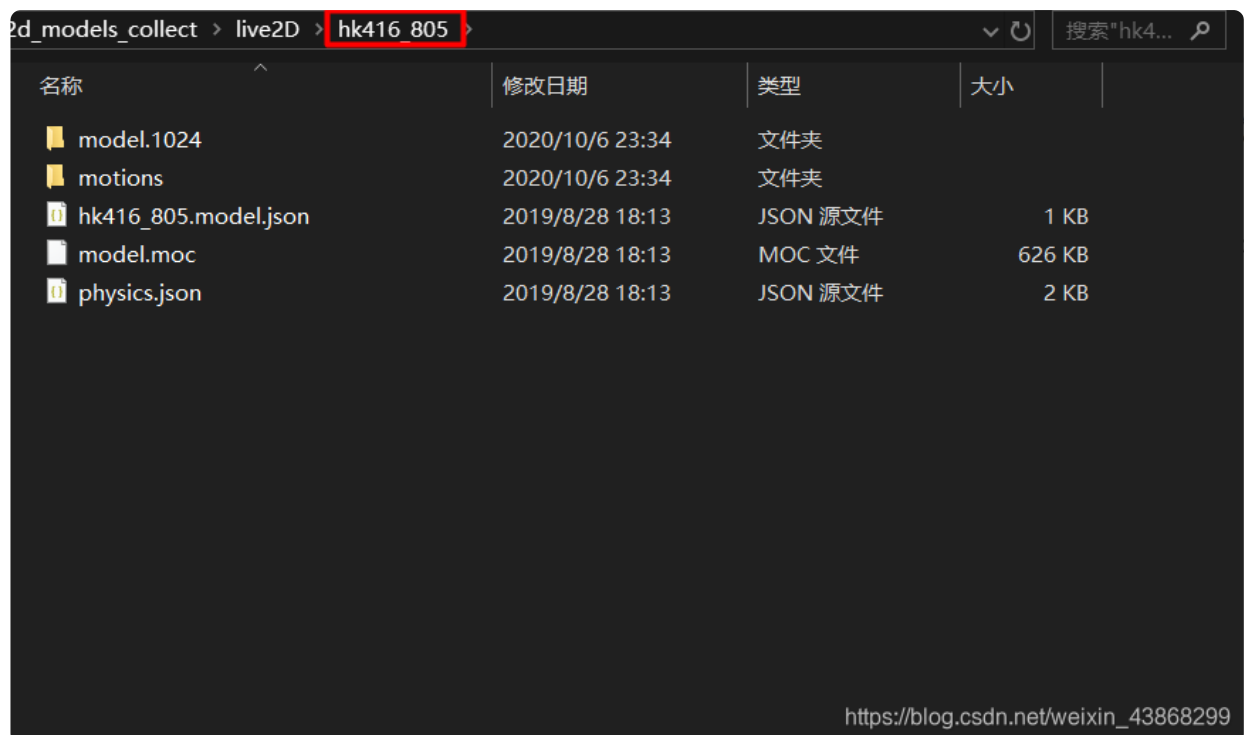 2d_models_collect > live2D > hk416_805 > 搜索"hk4...
名称 修改日期 类型 大小
model.1024 2020/10/6 23:34 文件夹
motions 2020/10/6 23:34 文件夹
hk416_805.model.json 2019/8/28 18:13 JSON 源文件 1 KB
model.moc 2019/8/28 18:13 MOC 文件 626 KB
physics.json 2019/8/28 18:13 JSON 源文件 2 KB
https://blog.csdn.net/weixin_43868299